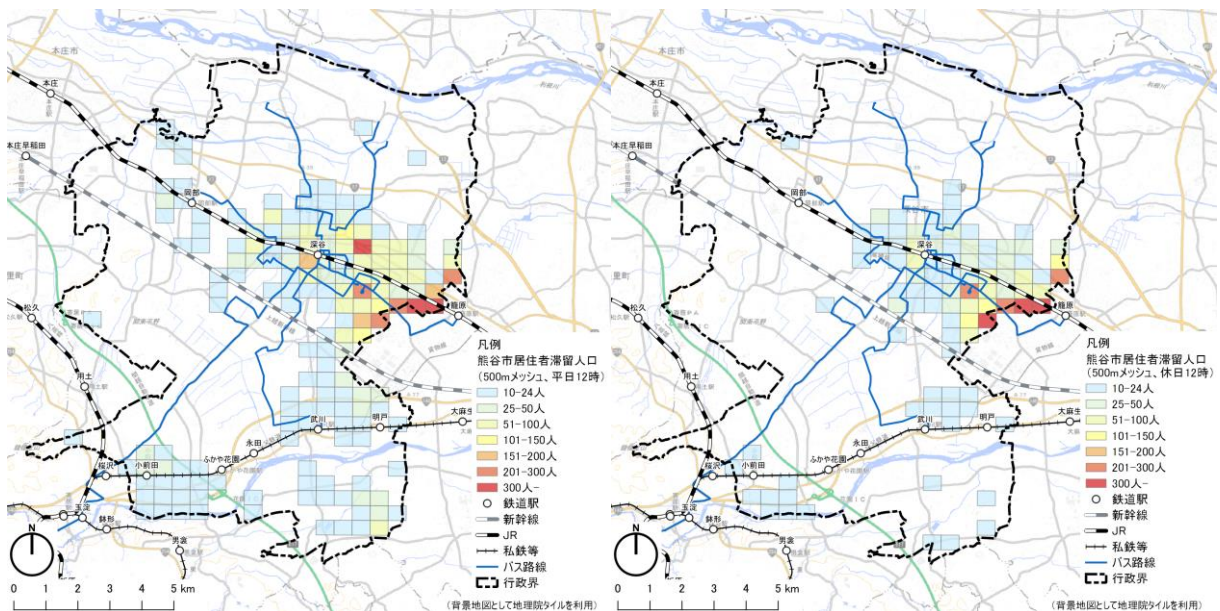 本庄市
本庄
本庄早稲田
岡部
深谷
籠原
里町
松久
用土
武川
明戸
大麻生
永田
ふかや花園
桜沢
小前田
玉淀
鉢形
男衾
N
0 1 2 3 4 5 km
凡例
熊谷市居住者滞留人口
(500mメッシュ、平日12時)
10-24人
25-50人
51-100人
101-150人
151-200人
201-300人
300人-
鉄道駅
新幹線
JR
私鉄等
バス路線
行政界
(背景地図として地理院タイルを利用)
本庄市
本庄
本庄早稲田
岡部
深谷
籠原
里町
松久
用土
武川
明戸
大麻生
永田
ふかや花園
桜沢
小前田
玉淀
鉢形
男衾
N
0 1 2 3 4 5 km
凡例
熊谷市居住者滞留人口
(500mメッシュ、休日12時)
10-24人
25-50人
51-100人
101-150人
151-200人
201-300人
300人-
鉄道駅
新幹線
JR
私鉄等
バス路線
行政界
(背景地図として地理院タイルを利用)